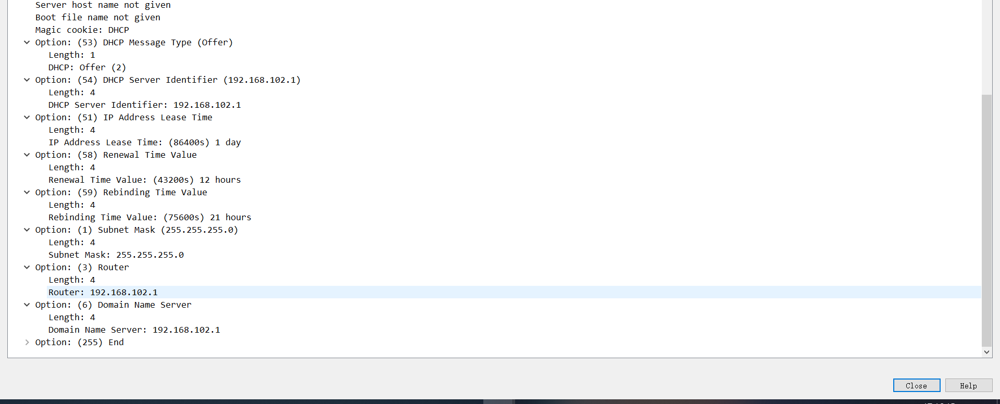 Server host name not given
Boot file name not given
Magic cookie: DHCP
Option: (53) DHCP Message Type (Offer)
Length: 1
DHCP: Offer (2)
Option: (54) DHCP Server Identifier (192.168.102.1)
Length: 4
DHCP Server Identifier: 192.168.102.1
Option: (51) IP Address Lease Time
Length: 4
IP Address Lease Time: (86400s) 1 day
Option: (58) Renewal Time Value
Length: 4
Renewal Time Value: (43200s) 12 hours
Option: (59) Rebinding Time Value
Length: 4
Rebinding Time Value: (75600s) 21 hours
Option: (1) Subnet Mask (255.255.255.0)
Length: 4
Subnet Mask: 255.255.255.0
Option: (3) Router
Length: 4
Router: 192.168.102.1
Option: (6) Domain Name Server
Length: 4
Domain Name Server: 192.168.102.1
Option: (255) End
Close
Help